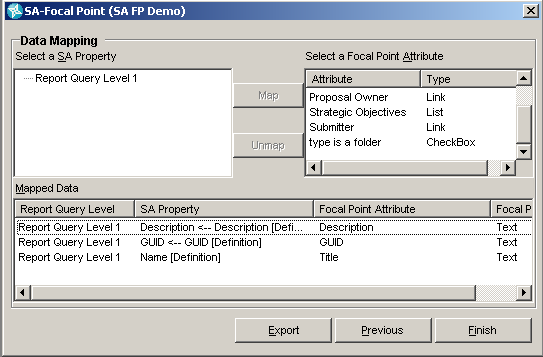 SA-Focal Point (SA FP Demo)
Data Mapping
Select a SA Property
Select a Focal Point Attribute
Report Query Level 1
Map
Unmap
Attribute Type
Proposal Owner Link
Strategic Objectives List
Submitter Link
type is a folder CheckBox
Mapped Data
Report Query Level SA Property Focal Point Attribute Focal P
Report Query Level 1 Description <-- Description [Defi... Description Text
Report Query Level 1 GUID <-- GUID [Definition] GUID Text
Report Query Level 1 Name [Definition] Title Text
Export Previous Finish